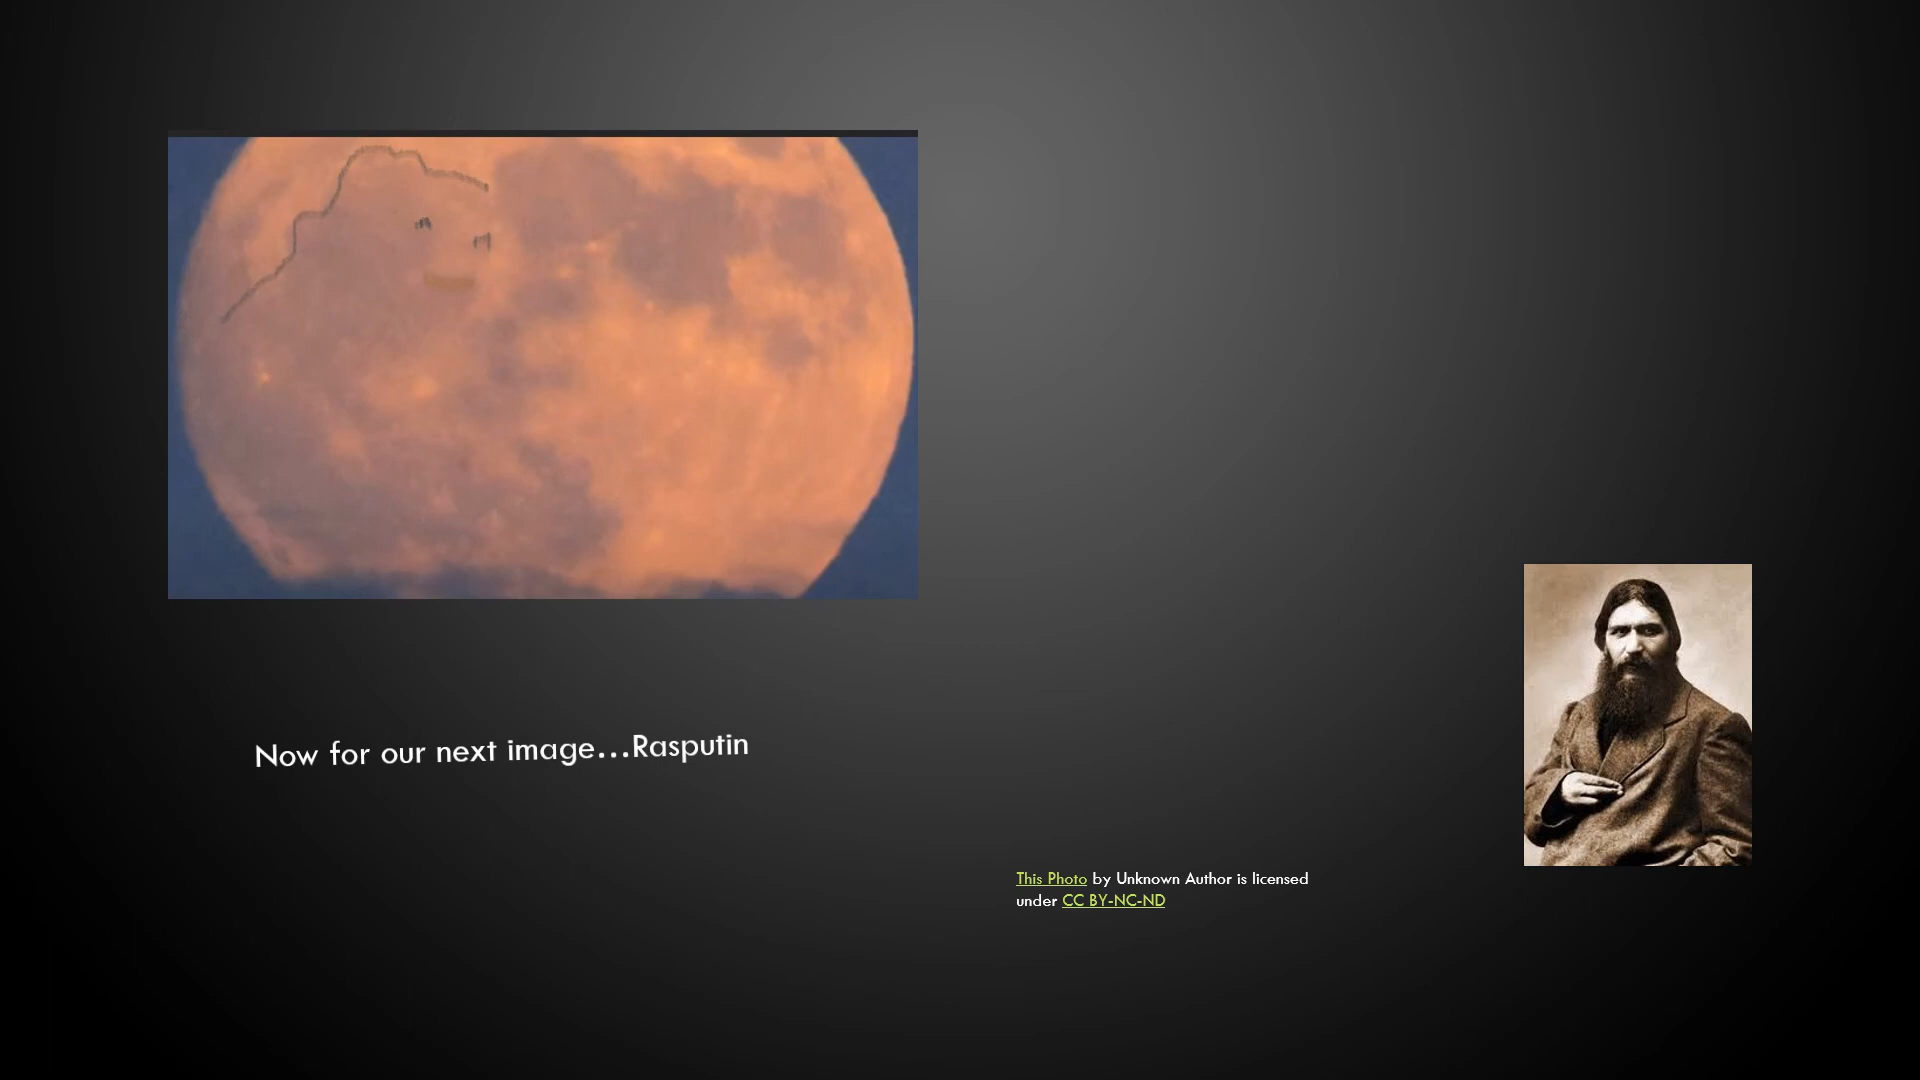 Now for our next image...Rasputin
This Photo by Unknown Author is licensed
under CC BY-NC-ND